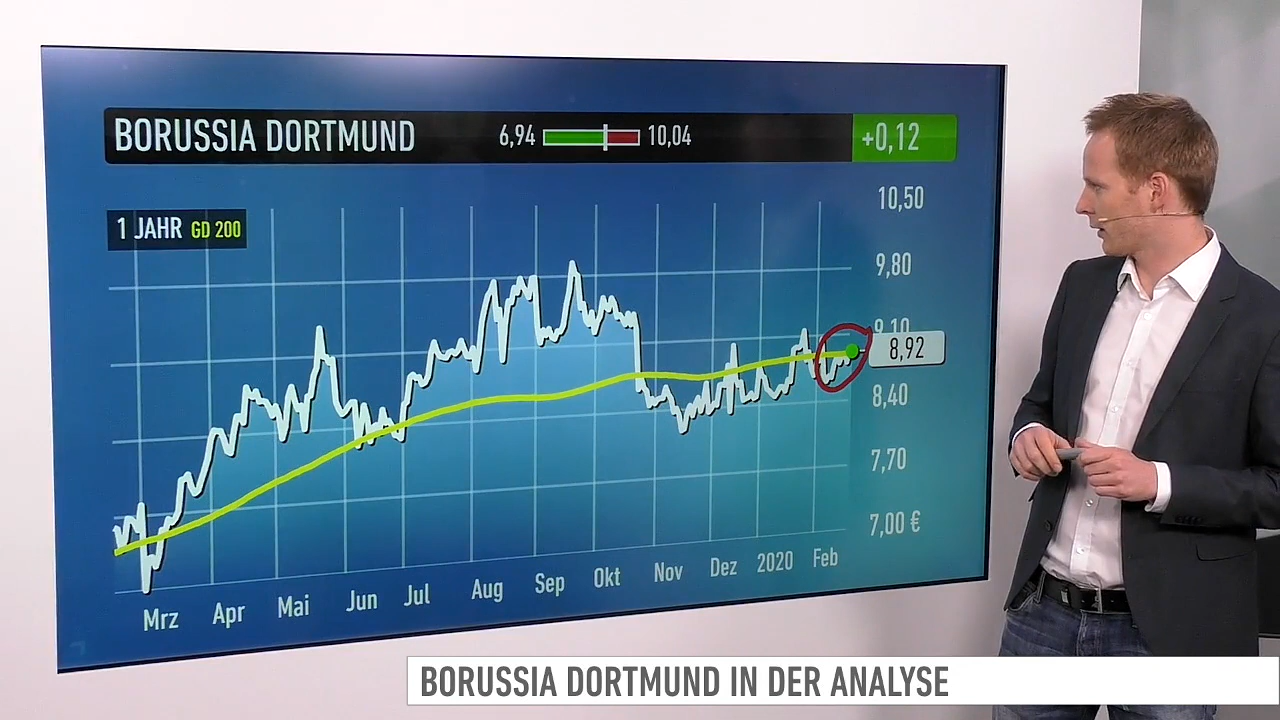 BORUSSIA DORTMUND 6,94 10,04 +0,12
1 JAHR GD 200
10,50
9,80
9,10
8,92
8,40
7,70
7,00 €
Mrz Apr Mai Jun Jul Aug Sep Okt Nov Dez 2020 Feb
BORUSSIA DORTMUND IN DER ANALYSE